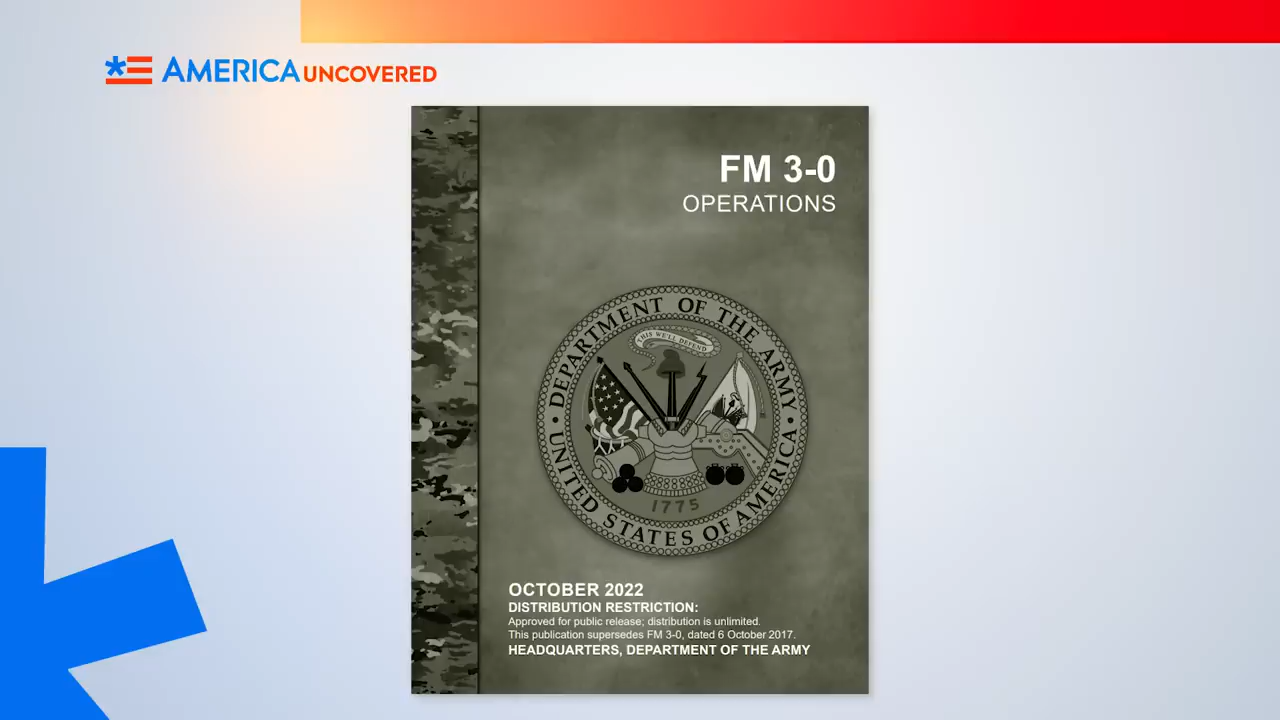 AMERICA UNCOVERED
FM 3-0
OPERATIONS
DEPARTMENT OF THE ARMY
THIS WE'LL DEFEND
1775
UNITED STATES OF AMERICA
OCTOBER 2022
DISTRIBUTION RESTRICTION:
Approved for public release; distribution is unlimited.
This publication supersedes FM 3-0, dated 6 October 2017.
HEADQUARTERS, DEPARTMENT OF THE ARMY